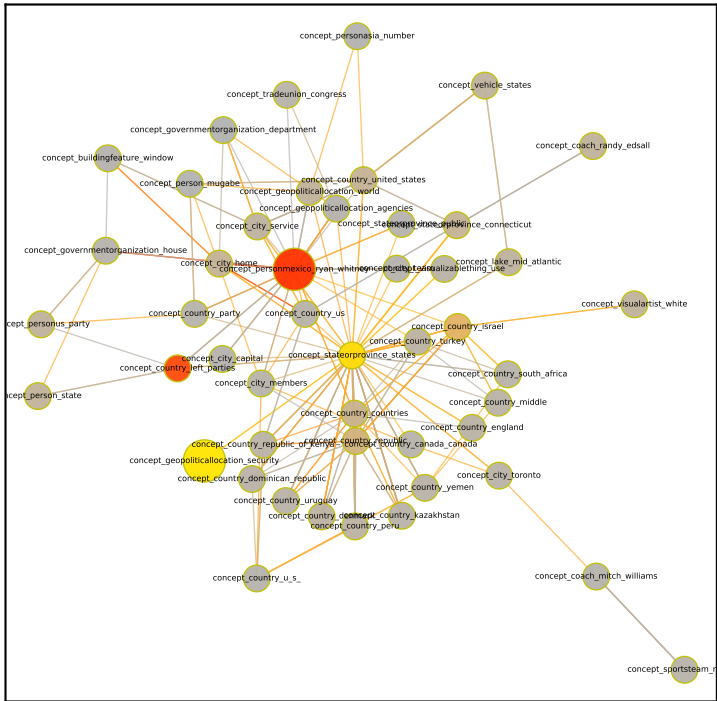 concept_personasia_number
concept_vehicle_states
concept_tradeunion_congress
concept_governmentorganization_department
concept_coach_randy_edsall
concept_buildingfeature_window
concept_person_mugabe
concept_country_united_states
concept_geopoliticallocation_world
concept_geopoliticallocation_agencies
concept_city_service
concept_stateorprovince_connecticut
concept_governmentorganization_house
concept_city_home
concept_personmexico_ryan_whitney
concept_lake_mid_atlantic
concept_visualartist_white
concept_country_party
concept_country_us
concept_country_israel
concept_country_turkey
concept_stateorprovince_states
concept_city_capital
concept_country_left_parties
concept_country_south_africa
concept_city_members
concept_country_middle
concept_country_countries
concept_country_england
concept_country_republic
concept_country_republic_of_kenya
concept_country_canada_canada
concept_geopoliticallocation_security
concept_country_dominican_republic
concept_city_toronto
concept_country_yemen
concept_country_uruguay
concept_country_kazakhstan
concept_country_peru
concept_country_u_s_
concept_coach_mitch_williams